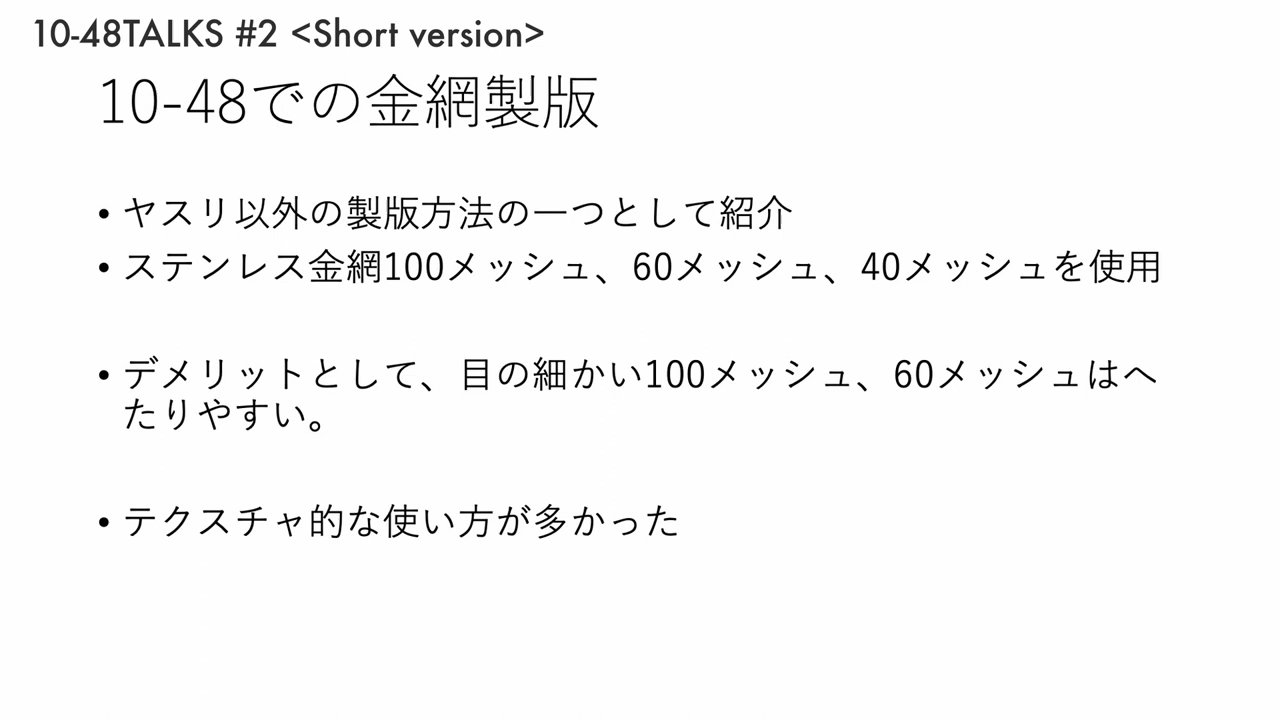 10-48TALKS #2 <Short version>
10-48での金網製版
• ヤスリ以外の製版方法の一つとして紹介
• ステンレス金網100メッシュ、60メッシュ、40メッシュを使用
• デメリットとして、目の細かい100メッシュ、60メッシュはへ
たりやすい。
• テクスチャ的な使い方が多かった